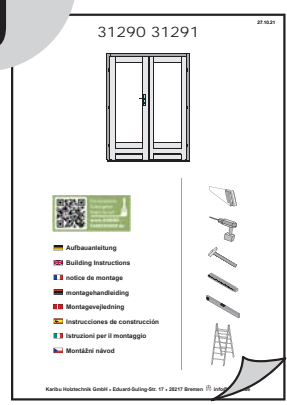 27.10.21
31290 31291
Aufbauanleitung
Building Instructions
notice de montage
montagehandleiding
Montagevejledning
Instrucciones de construcción
Istruzioni per il montaggio
Montážní návod
Karibu Holztechnik GmbH • Eduard-Suling-Str. 17 • 28217 Bremen